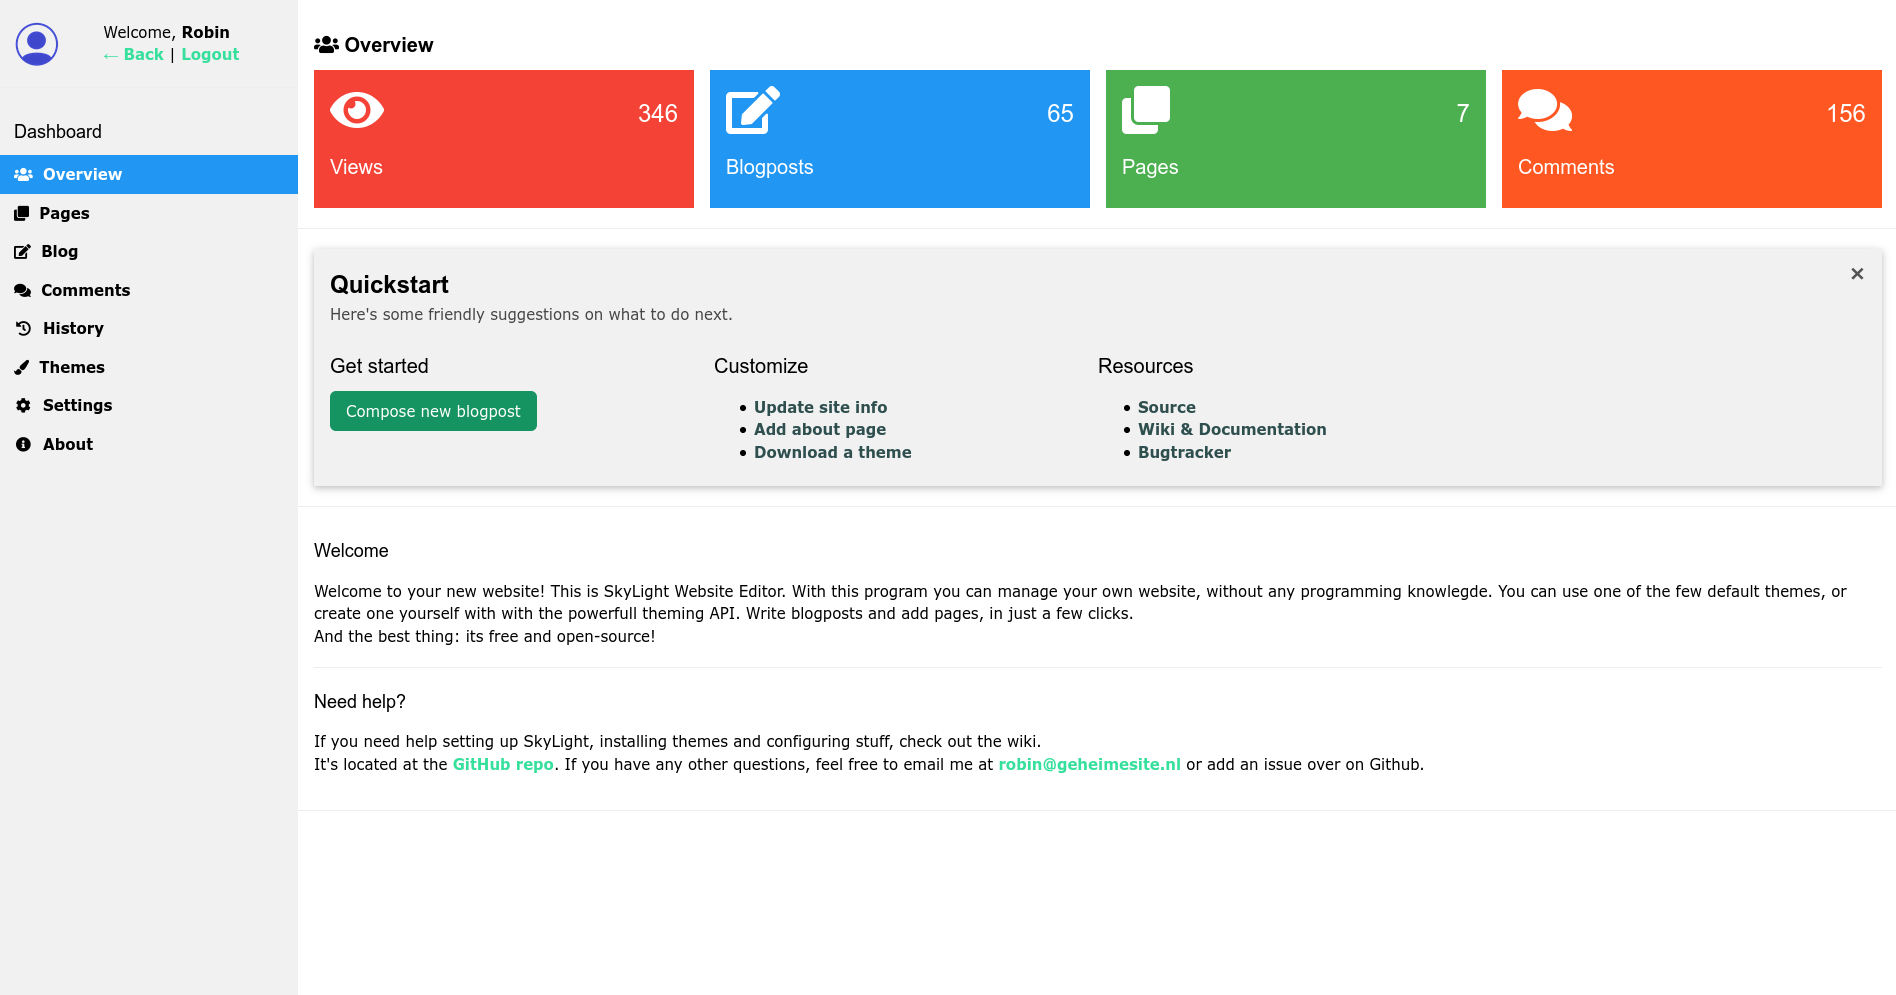 Welcome, Robin
← Back | Logout
Dashboard
Overview
Pages
Blog
Comments
History
Themes
Settings
About
Overview
346
Views
65
Blogposts
7
Pages
156
Comments
Quickstart
×
Here's some friendly suggestions on what to do next.
Get started
Compose new blogpost
Customize
Update site info
Add about page
Download a theme
Resources
Source
Wiki & Documentation
Bugtracker
Welcome
Welcome to your new website! This is SkyLight Website Editor. With this program you can manage your own website, without any programming knowlegde. You can use one of the few default themes, or
create one yourself with with the powerfull theming API. Write blogposts and add pages, in just a few clicks.
And the best thing: its free and open-source!
Need help?
If you need help setting up SkyLight, installing themes and configuring stuff, check out the wiki.
It's located at the GitHub repo. If you have any other questions, feel free to email me at robin@geheimesite.nl or add an issue over on Github.